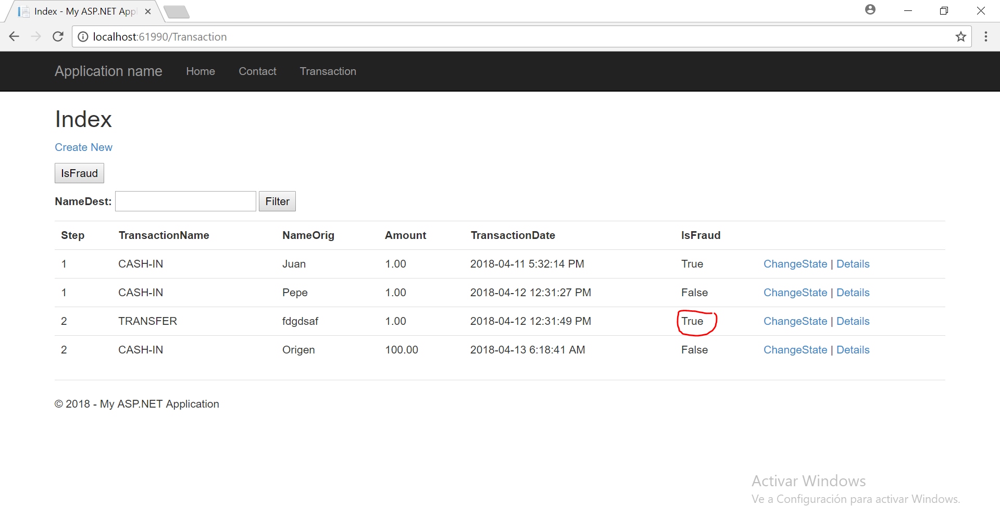 Index - My ASP.NET App
localhost:61990/Transaction
Application name Home Contact Transaction
Index
Create New
IsFraud
NameDest: Filter
Step TransactionName NameOrig Amount TransactionDate IsFraud
1 CASH-IN Juan 1.00 2018-04-11 5:32:14 PM True ChangeState | Details
1 CASH-IN Pepe 1.00 2018-04-12 12:31:27 PM False ChangeState | Details
2 TRANSFER fdgdsaf 1.00 2018-04-12 12:31:49 PM True ChangeState | Details
2 CASH-IN Origen 100.00 2018-04-13 6:18:41 AM False ChangeState | Details
© 2018 - My ASP.NET Application
Activar Windows
Ve a Configuración para activar Windows.